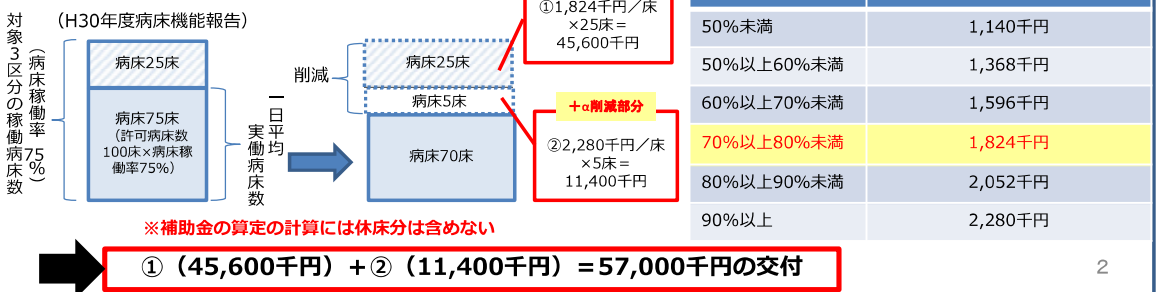 対象3区分の稼働病床数
（病床稼働率 75%）
（H30年度病床機能報告）
病床25床
病床75床
（許可病床数
100床×病床稼
働率75%）
一日平均
実働病床数
削減
病床25床
病床5床
病床70床
①1,824千円／床
×25床＝
45,600千円
＋α削減部分
②2,280千円／床
×5床＝
11,400千円
50%未満 1,140千円
50%以上60%未満 1,368千円
60%以上70%未満 1,596千円
70%以上80%未満 1,824千円
80%以上90%未満 2,052千円
90%以上 2,280千円
※補助金の算定の計算には休床分は含めない
①（45,600千円）＋②（11,400千円）＝57,000千円の交付
2